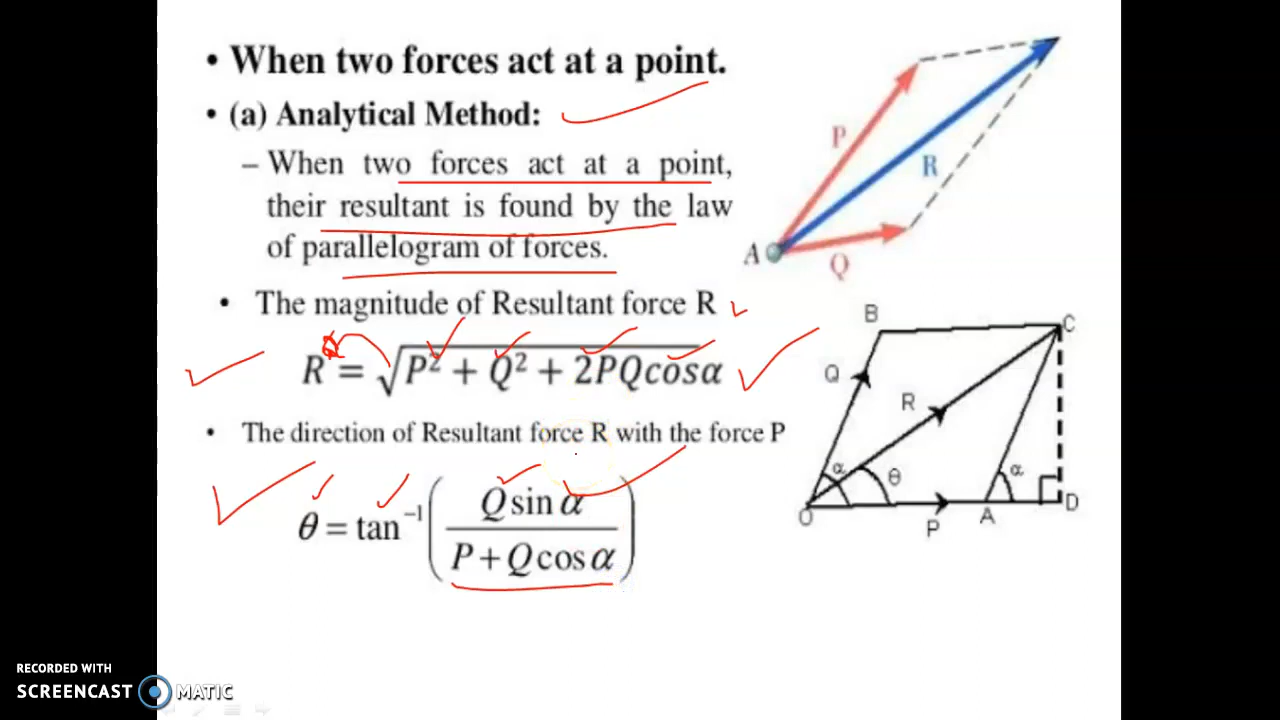 • When two forces act at a point.
• (a) Analytical Method:
– When two forces act at a point,
their resultant is found by the law
of parallelogram of forces.
• The magnitude of Resultant force R
R = √P² + Q² + 2PQcosα
• The direction of Resultant force R with the force P
θ = tan⁻¹ ( Q sin α / P + Q cos α )
P
R
A
Q
B
C
Q
R
α
θ
α
O
P
A
D
RECORDED WITH
SCREENCAST MATIC